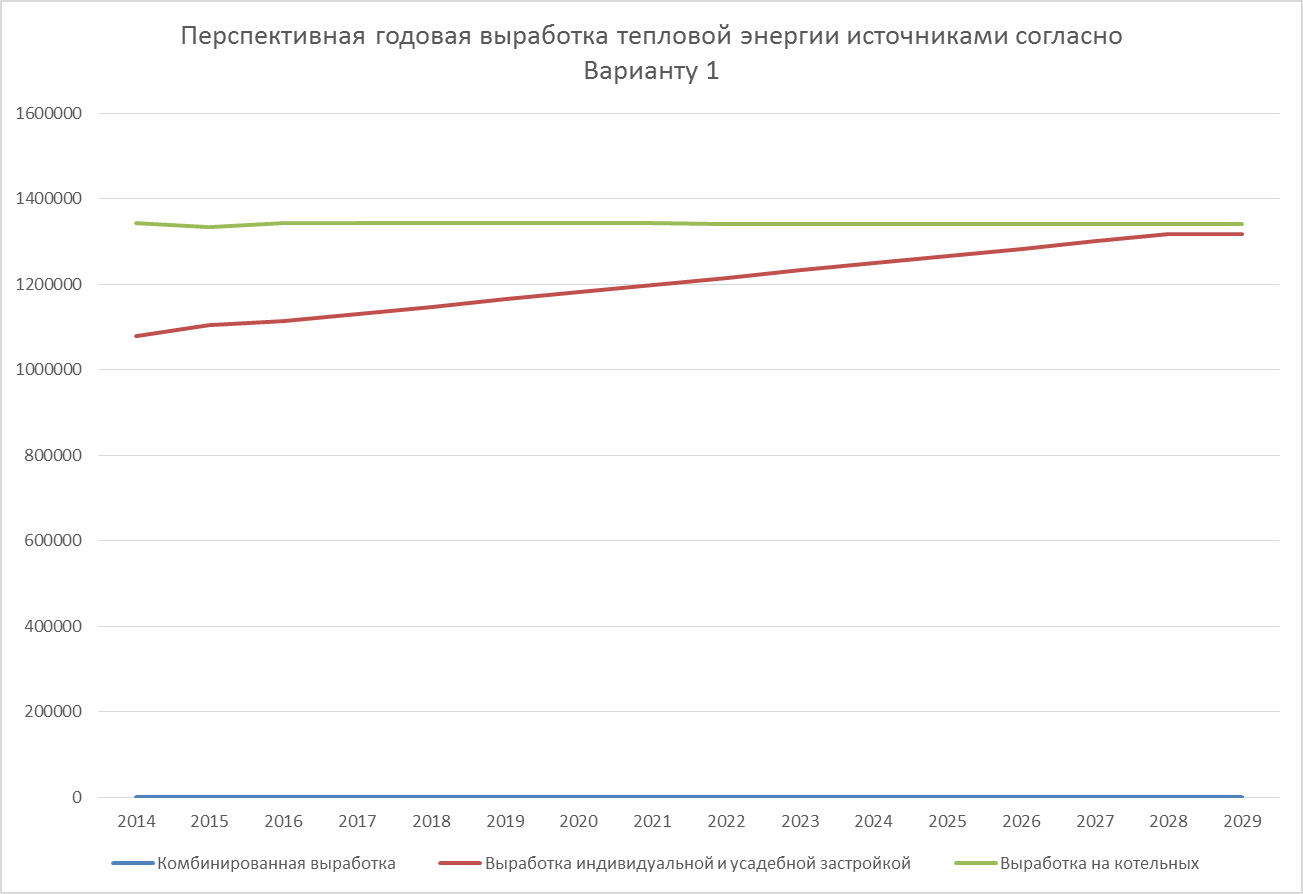 Перспективная годовая выработка тепловой энергии источниками согласно
Варианту 1
1600000
1400000
1200000
1000000
800000
600000
400000
200000
0
2014 2015 2016 2017 2018 2019 2020 2021 2022 2023 2024 2025 2026 2027 2028 2029
Комбинированная выработка Выработка индивидуальной и усадебной застройкой Выработка на котельных